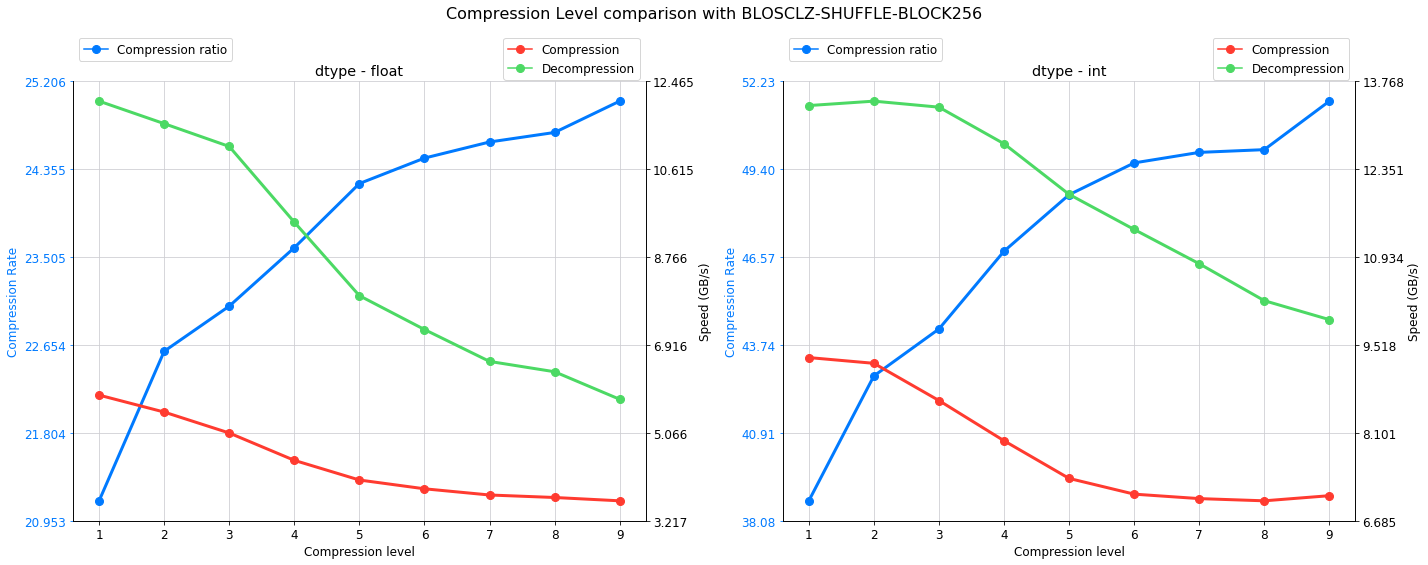 Compression Level comparison with BLOSCLZ-SHUFFLE-BLOCK256
Compression ratio
Compression
Decompression
dtype - float
25.206
24.355
23.505
22.654
21.804
20.953
Compression Rate
12.465
10.615
8.766
6.916
5.066
3.217
Speed (GB/s)
1 2 3 4 5 6 7 8 9
Compression level
Compression ratio
Compression
Decompression
dtype - int
52.23
49.40
46.57
43.74
40.91
38.08
Compression Rate
13.768
12.351
10.934
9.518
8.101
6.685
Speed (GB/s)
1 2 3 4 5 6 7 8 9
Compression level